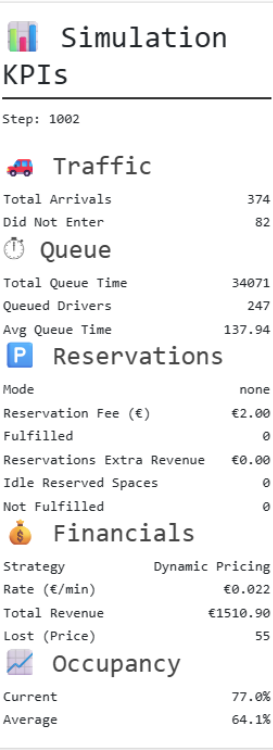 Simulation
KPIs
Step: 1002
Traffic
Total Arrivals 374
Did Not Enter 82
Queue
Total Queue Time 34071
Queued Drivers 247
Avg Queue Time 137.94
P Reservations
Mode none
Reservation Fee (€) €2.00
Fulfilled 0
Reservations Extra Revenue €0.00
Idle Reserved Spaces 0
Not Fulfilled 0
Financials
Strategy Dynamic Pricing
Rate (€/min) €0.022
Total Revenue €1510.90
Lost (Price) 55
Occupancy
Current 77.0%
Average 64.1%